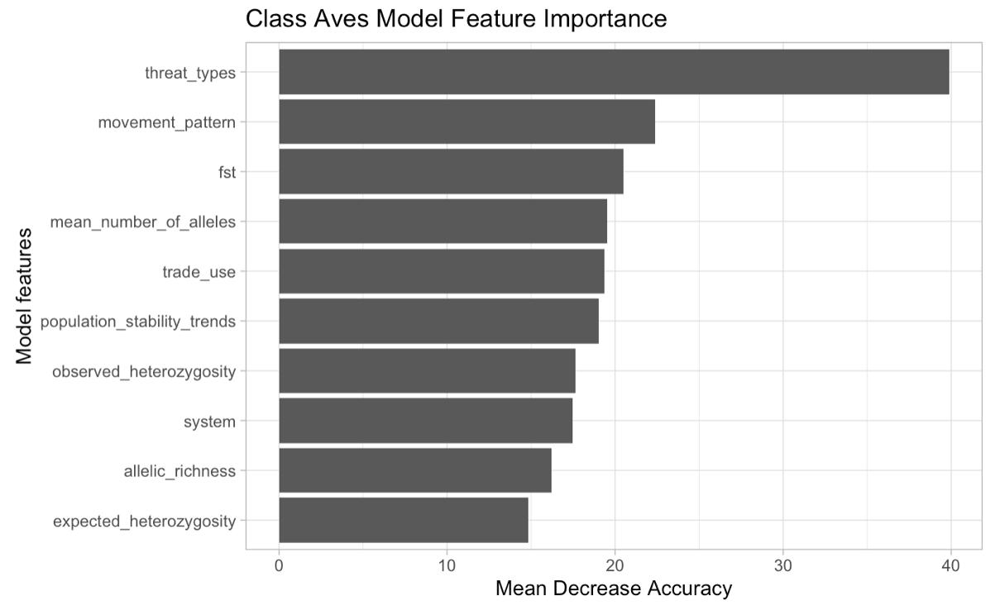 Class Aves Model Feature Importance
Model features
threat_types
movement_pattern
fst
mean_number_of_alleles
trade_use
population_stability_trends
observed_heterozygosity
system
allelic_richness
expected_heterozygosity
0 10 20 30 40
Mean Decrease Accuracy